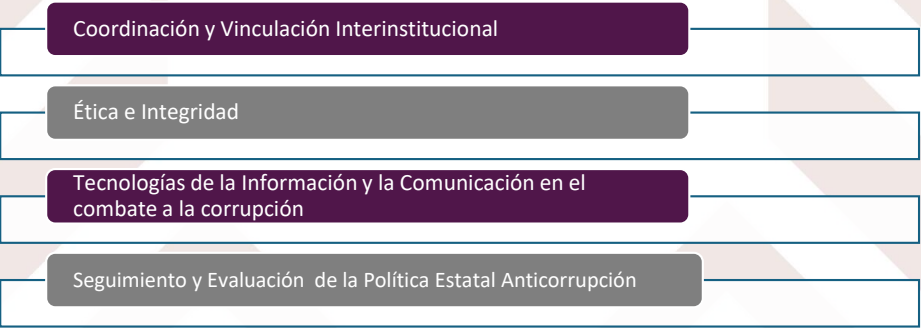 Coordinación y Vinculación Interinstitucional
Ética e Integridad
Tecnologías de la Información y la Comunicación en el
combate a la corrupción
Seguimiento y Evaluación  de la Política Estatal Anticorrupción